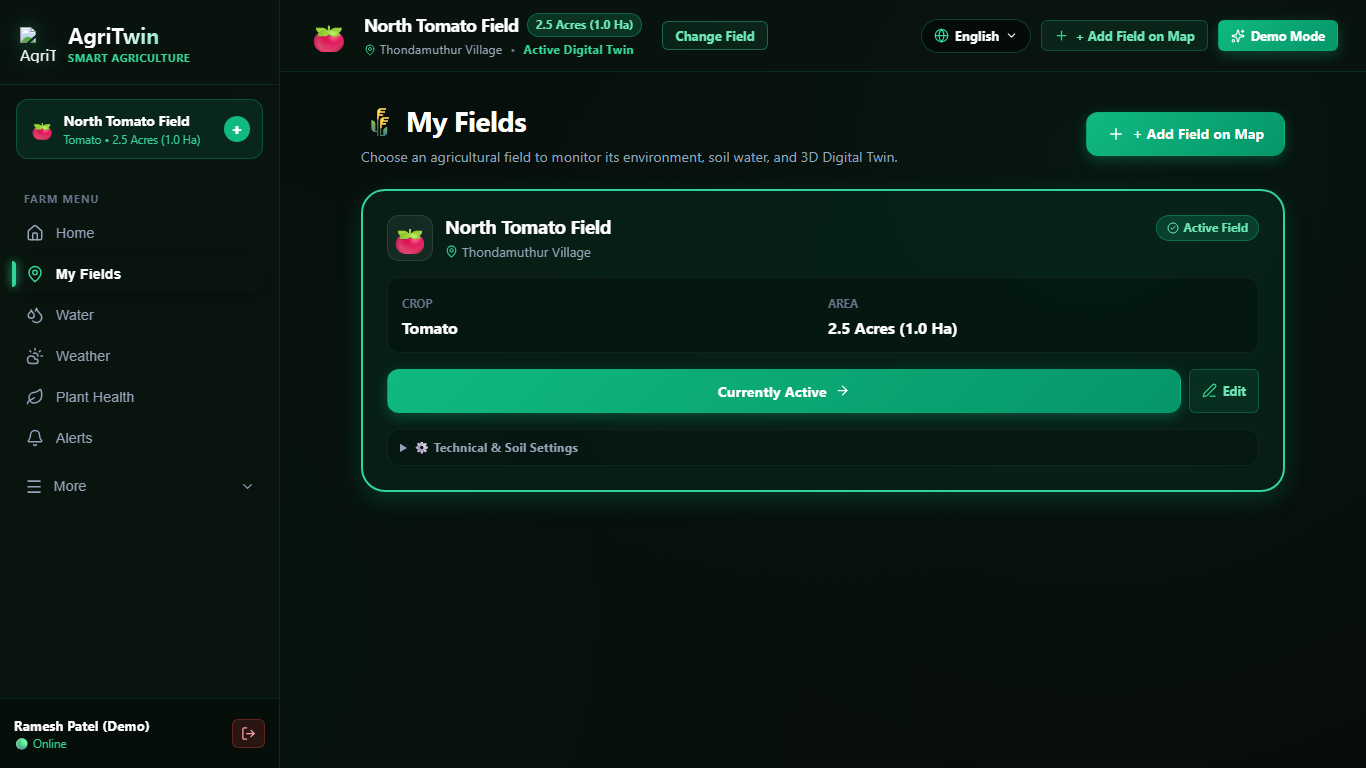 AgriT
AgriTwin
SMART AGRICULTURE
North Tomato Field
Tomato • 2.5 Acres (1.0 Ha)
+
FARM MENU
Home
My Fields
Water
Weather
Plant Health
Alerts
More
Ramesh Patel (Demo)
Online
North Tomato Field 2.5 Acres (1.0 Ha)
Thondamuthur Village • Active Digital Twin
Change Field
English
+ Add Field on Map
Demo Mode
My Fields
Choose an agricultural field to monitor its environment, soil water, and 3D Digital Twin.
+ Add Field on Map
North Tomato Field
Thondamuthur Village
Active Field
CROP
Tomato
AREA
2.5 Acres (1.0 Ha)
Currently Active →
Edit
Technical & Soil Settings